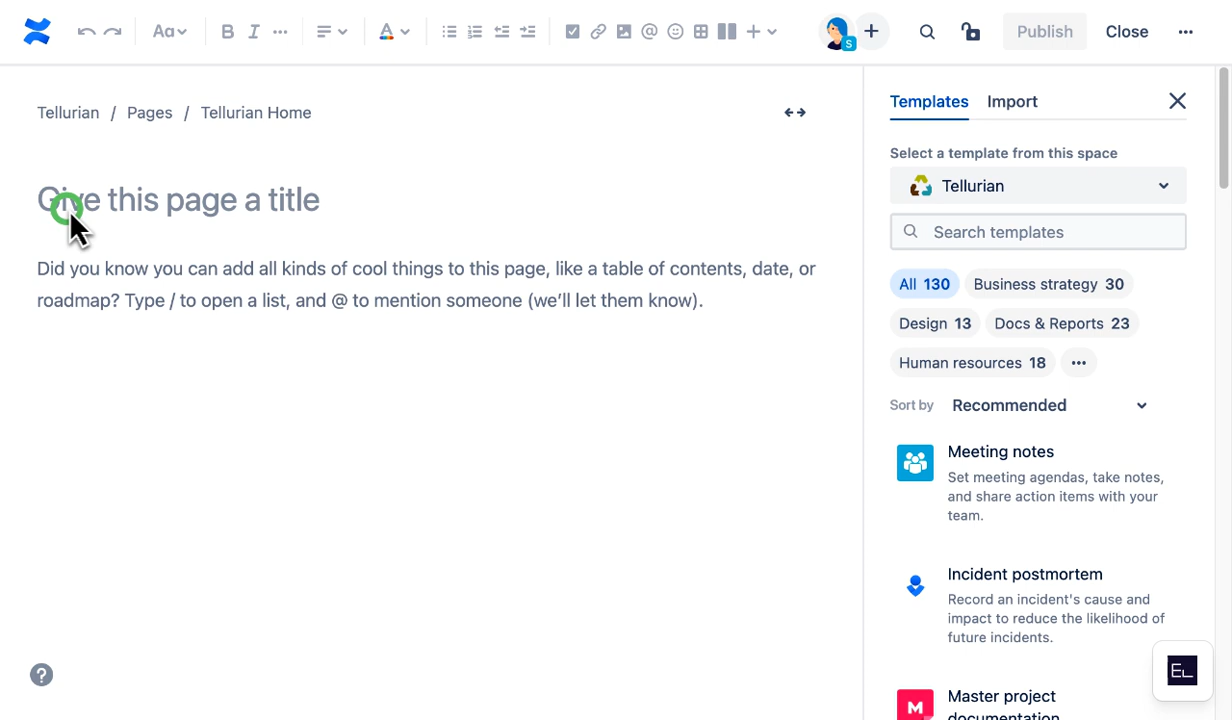 Aa
B I
A
@
S
Publish
Close
Tellurian / Pages / Tellurian Home
Give this page a title
Did you know you can add all kinds of cool things to this page, like a table of contents, date, or
roadmap? Type / to open a list, and @ to mention someone (we'll let them know).
?
Templates Import
Select a template from this space
Tellurian
Search templates
All 130 Business strategy 30
Design 13 Docs & Reports 23
Human resources 18
Sort by Recommended
Meeting notes
Set meeting agendas, take notes,
and share action items with your
team.
Incident postmortem
Record an incident's cause and
impact to reduce the likelihood of
future incidents.
EL
M
Master project
documentation